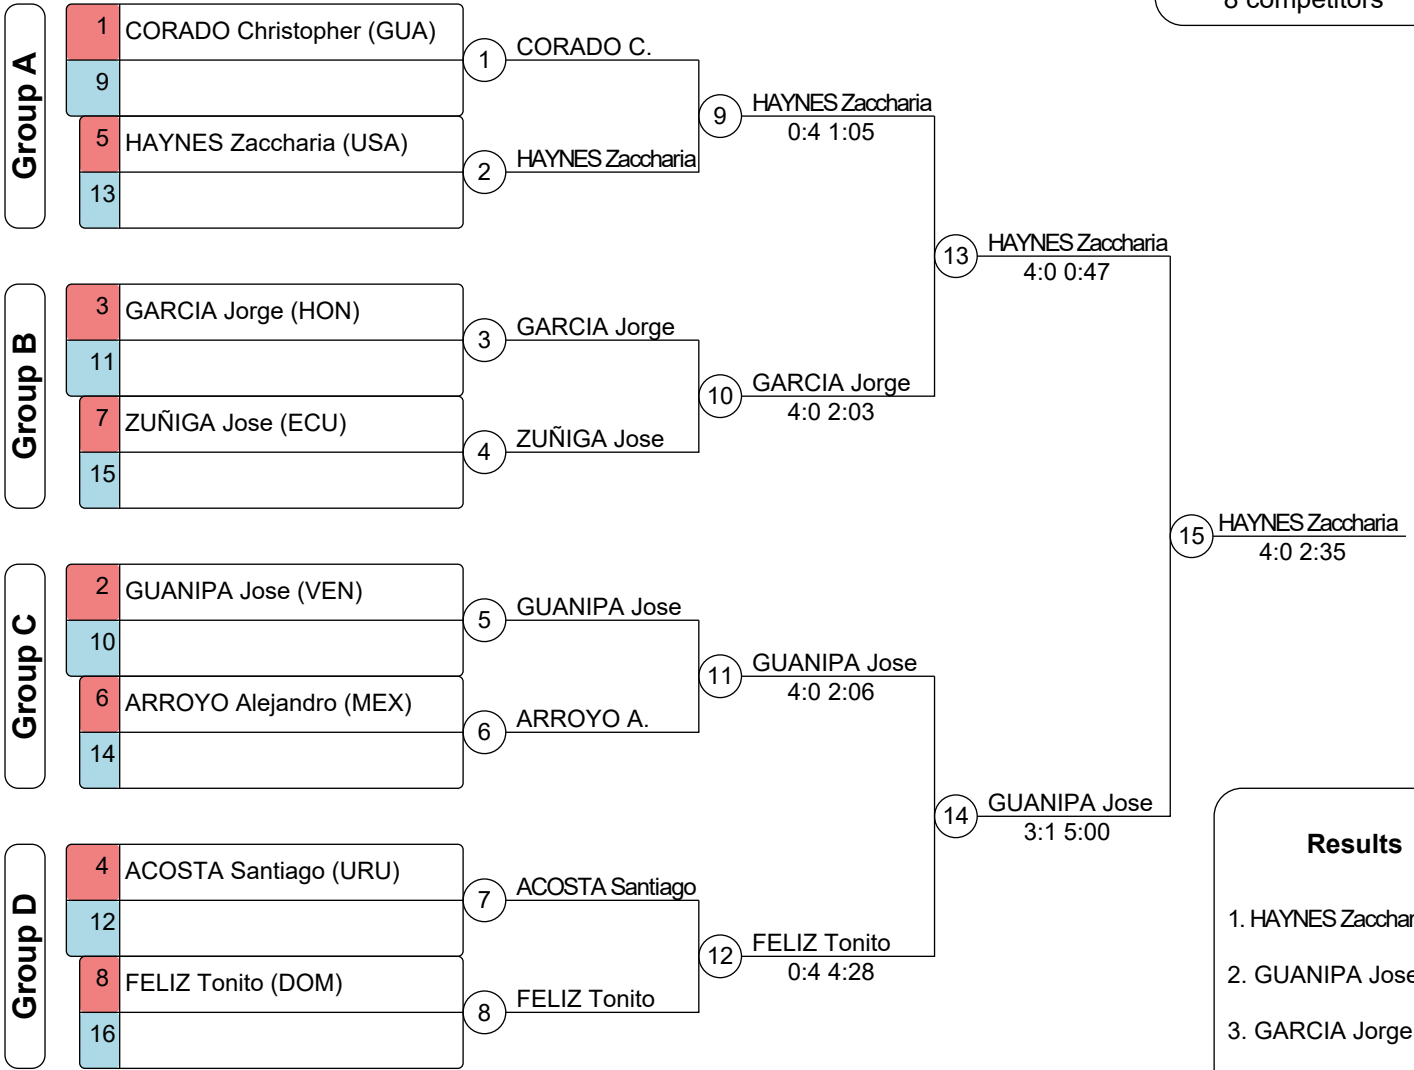 8 competitors
Group A
1 CORADO Christopher (GUA)
9
5 HAYNES Zaccharia (USA)
13
1 CORADO C.
2 HAYNES Zaccharia
9 HAYNES Zaccharia
0:4 1:05
Group B
3 GARCIA Jorge (HON)
11
7 ZUÑIGA Jose (ECU)
15
3 GARCIA Jorge
4 ZUÑIGA Jose
10 GARCIA Jorge
4:0 2:03
13 HAYNES Zaccharia
4:0 0:47
Group C
2 GUANIPA Jose (VEN)
10
6 ARROYO Alejandro (MEX)
14
5 GUANIPA Jose
6 ARROYO A.
11 GUANIPA Jose
4:0 2:06
Group D
4 ACOSTA Santiago (URU)
12
8 FELIZ Tonito (DOM)
16
7 ACOSTA Santiago
8 FELIZ Tonito
12 FELIZ Tonito
0:4 4:28
14 GUANIPA Jose
3:1 5:00
15 HAYNES Zaccharia
4:0 2:35
Results
1. HAYNES Zacchar
2. GUANIPA Jose
3. GARCIA Jorge